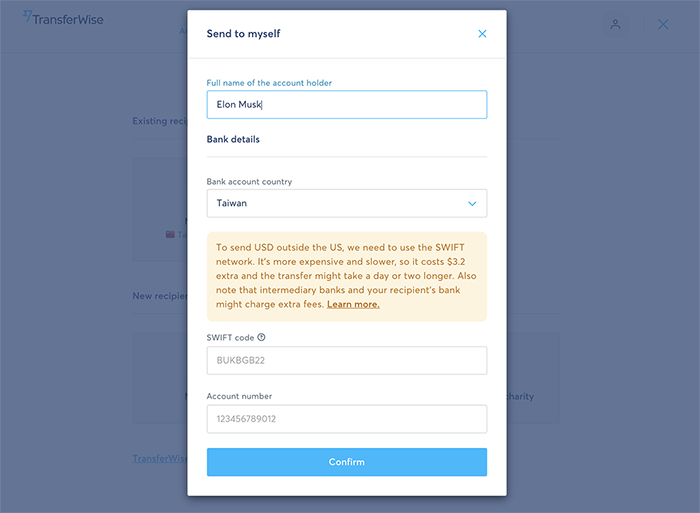 TransferWise
Send to myself
Full name of the account holder
Elon Musk
Existing reci
Bank details
Bank account country
Taiwan
To send USD outside the US, we need to use the SWIFT
network. It's more expensive and slower, so it costs $3.2
extra and the transfer might take a day or two longer. Also
note that intermediary banks and your recipient's bank
might charge extra fees. Learn more.
New recipien
SWIFT code
BUKBGB22
Account number
charity
123456789012
TransferWise
Confirm